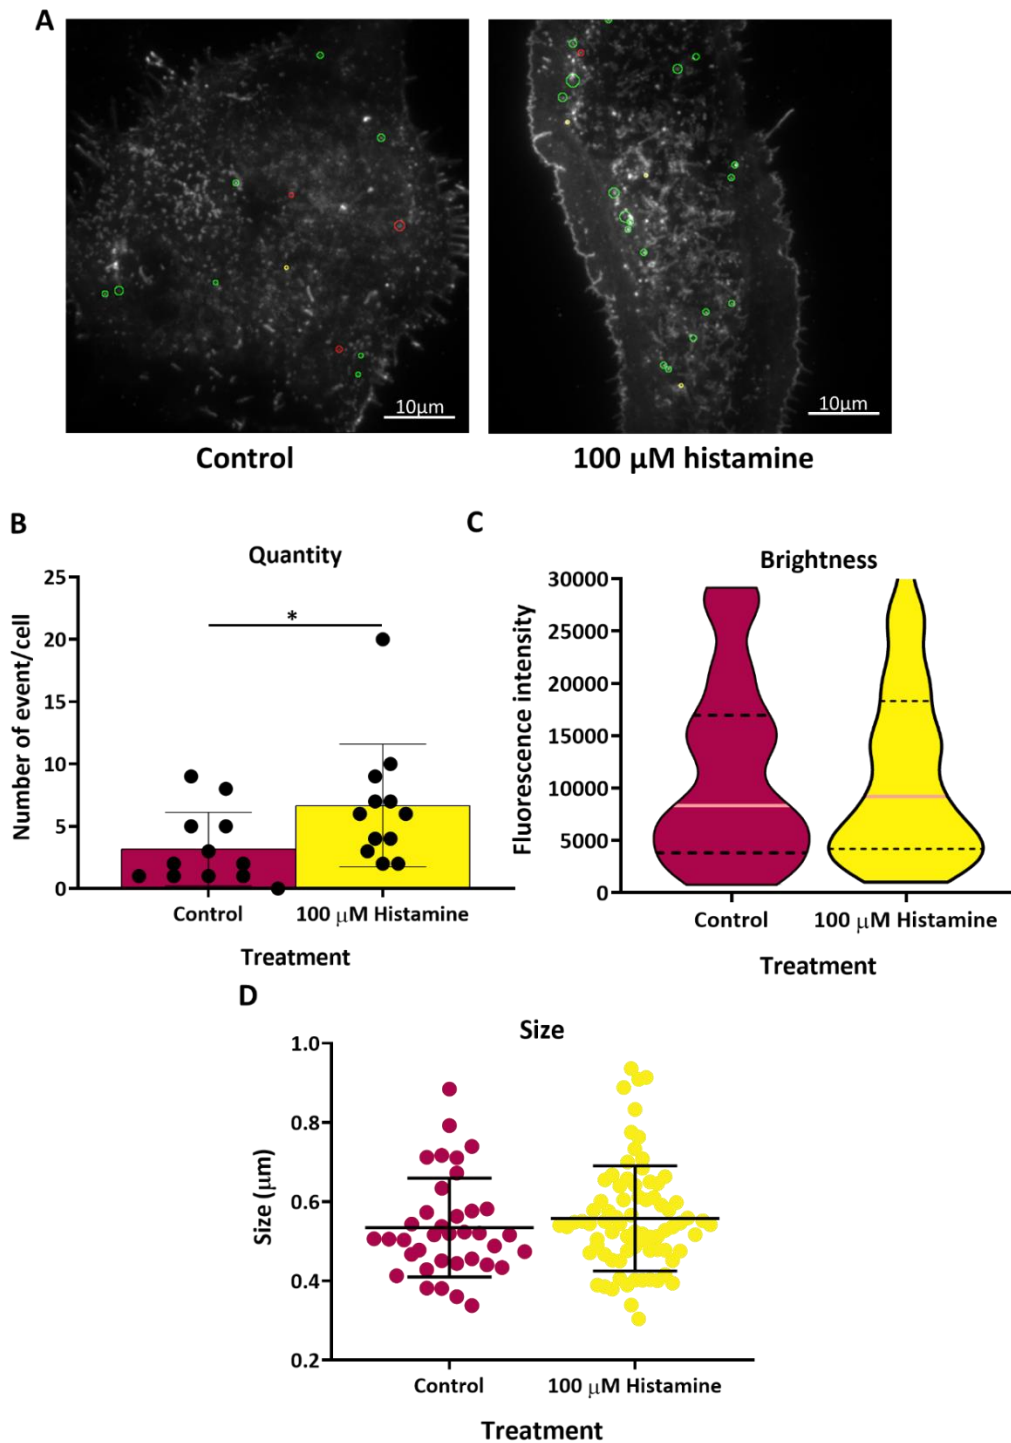 A
10μm
10μm
Control
100 μM histamine
B
Quantity
Number of event/cell
25
20
15
10
5
0
*
Control
100 μM Histamine
Treatment
C
Brightness
Fluorescence intensity
30000
25000
20000
15000
10000
5000
0
Control
100 μM Histamine
Treatment
D
Size
Size (μm)
1.0
0.8
0.6
0.4
0.2
Control
100 μM Histamine
Treatment